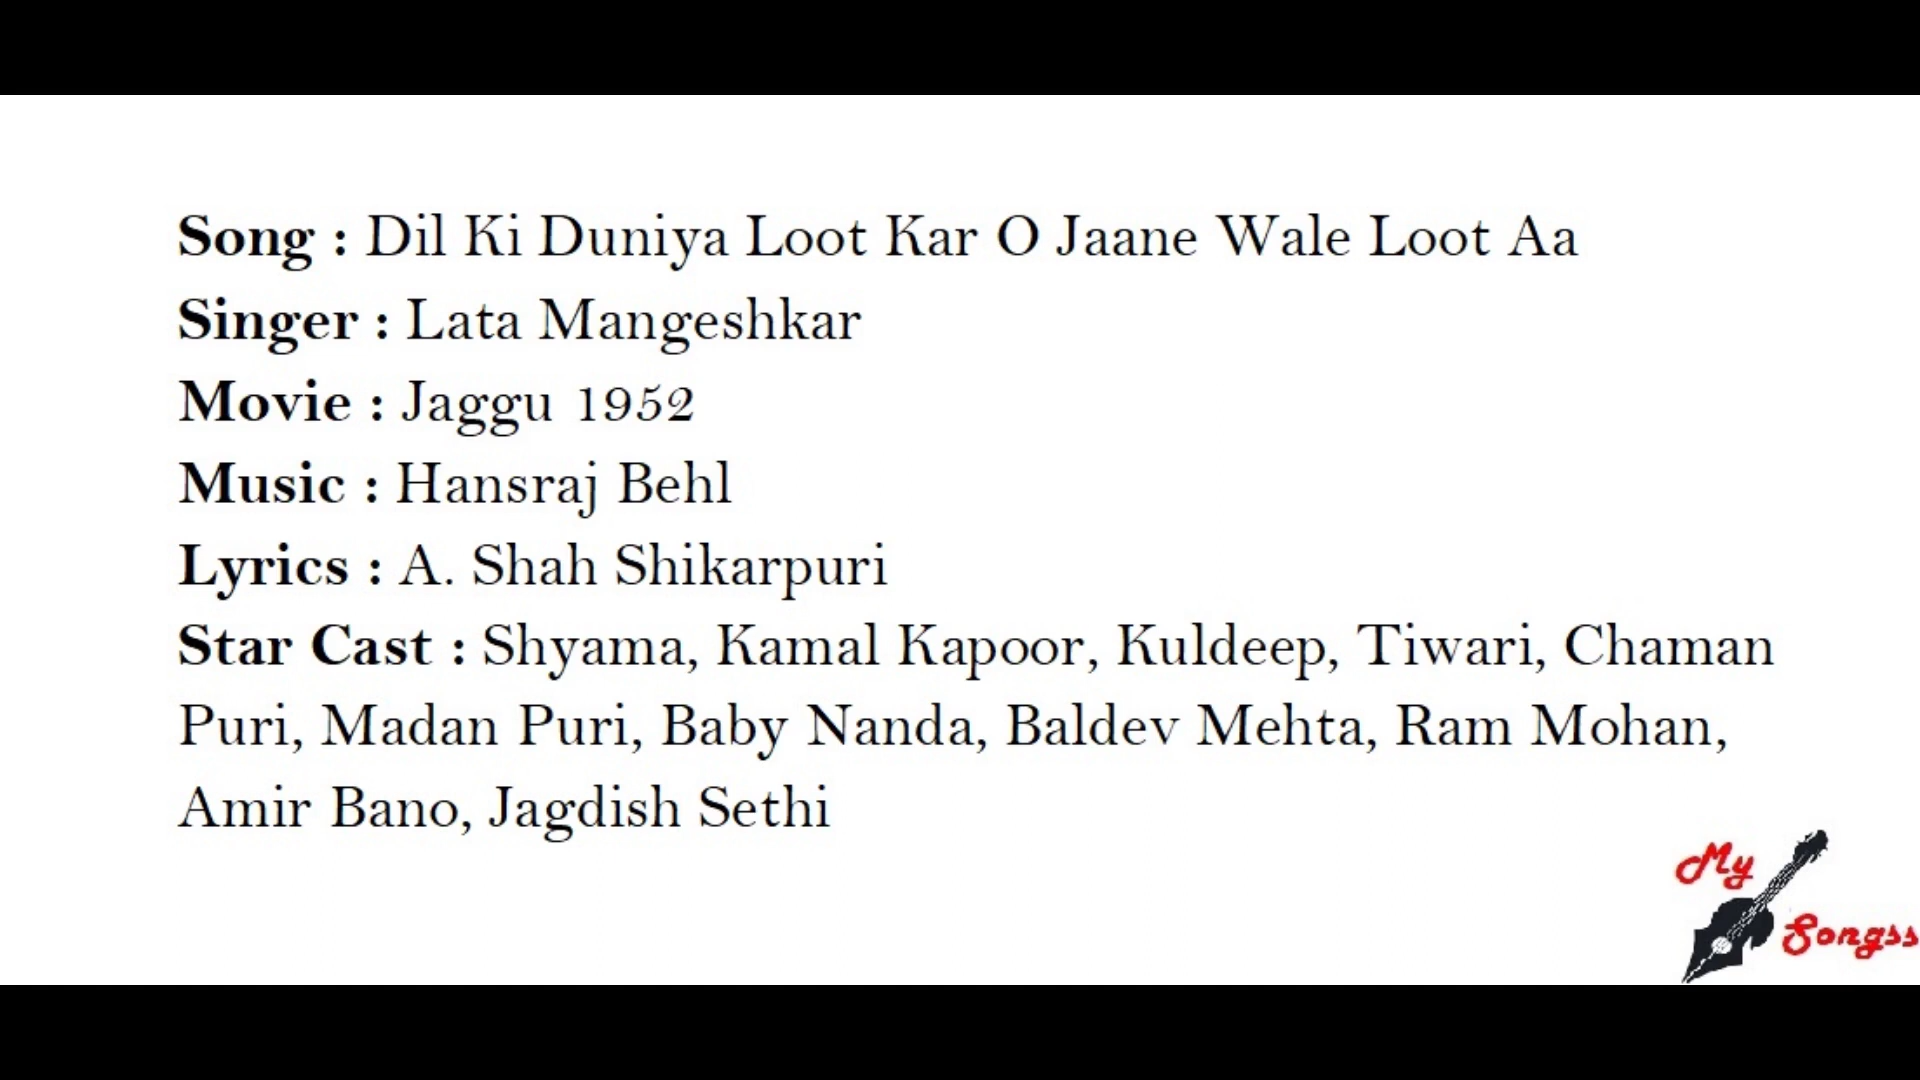 Song : Dil Ki Duniya Loot Kar O Jaane Wale Loot Aa
Singer : Lata Mangeshkar
Movie : Jaggu 1952
Music : Hansraj Behl
Lyrics : A. Shah Shikarpuri
Star Cast : Shyama, Kamal Kapoor, Kuldeep, Tiwari, Chaman
Puri, Madan Puri, Baby Nanda, Baldev Mehta, Ram Mohan,
Amir Bano, Jagdish Sethi
My
Songss